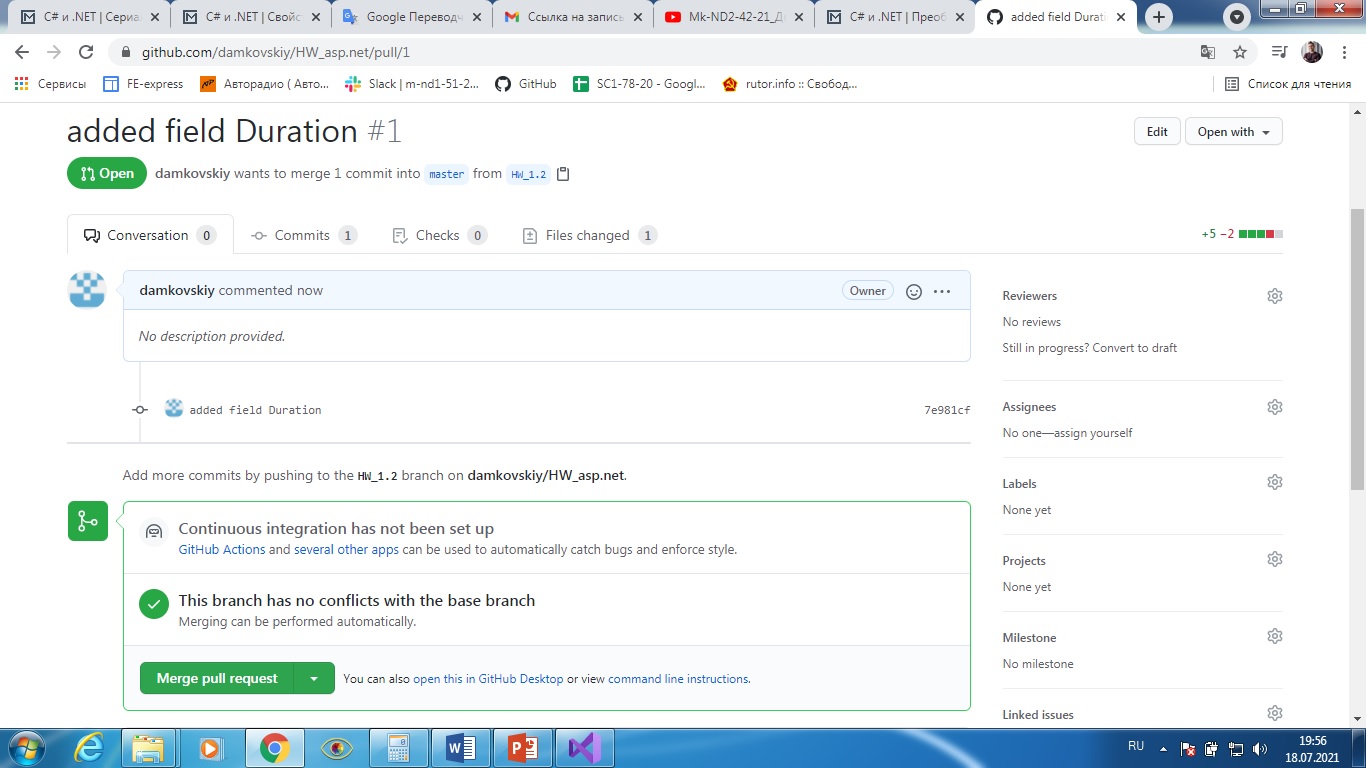 C# и .NET | Сериал
C# и .NET | Свойст
Google Переводч
Ссылка на запись
Mk-ND2-42-21_Д
C# и .NET | Преоб
added field Durati
github.com/damkovskiy/HW_asp.net/pull/1
Сервисы
FE-express
Авторадио ( Авто...
Slack | m-nd1-51-2...
GitHub
SC1-78-20 - Googl...
rutor.info :: Свобод...
Список для чтения
added field Duration #1
Edit
Open with
Open
damkovskiy wants to merge 1 commit into master from HW_1.2
Conversation 0
Commits 1
Checks 0
Files changed 1
+5 −2
damkovskiy commented now
Owner
No description provided.
added field Duration
7e981cf
Add more commits by pushing to the HW_1.2 branch on damkovskiy/HW_asp.net.
Continuous integration has not been set up
GitHub Actions and several other apps can be used to automatically catch bugs and enforce style.
This branch has no conflicts with the base branch
Merging can be performed automatically.
Merge pull request
You can also open this in GitHub Desktop or view command line instructions.
Reviewers
No reviews
Still in progress? Convert to draft
Assignees
No one—assign yourself
Labels
None yet
Projects
None yet
Milestone
No milestone
Linked issues
RU
19:56
18.07.2021